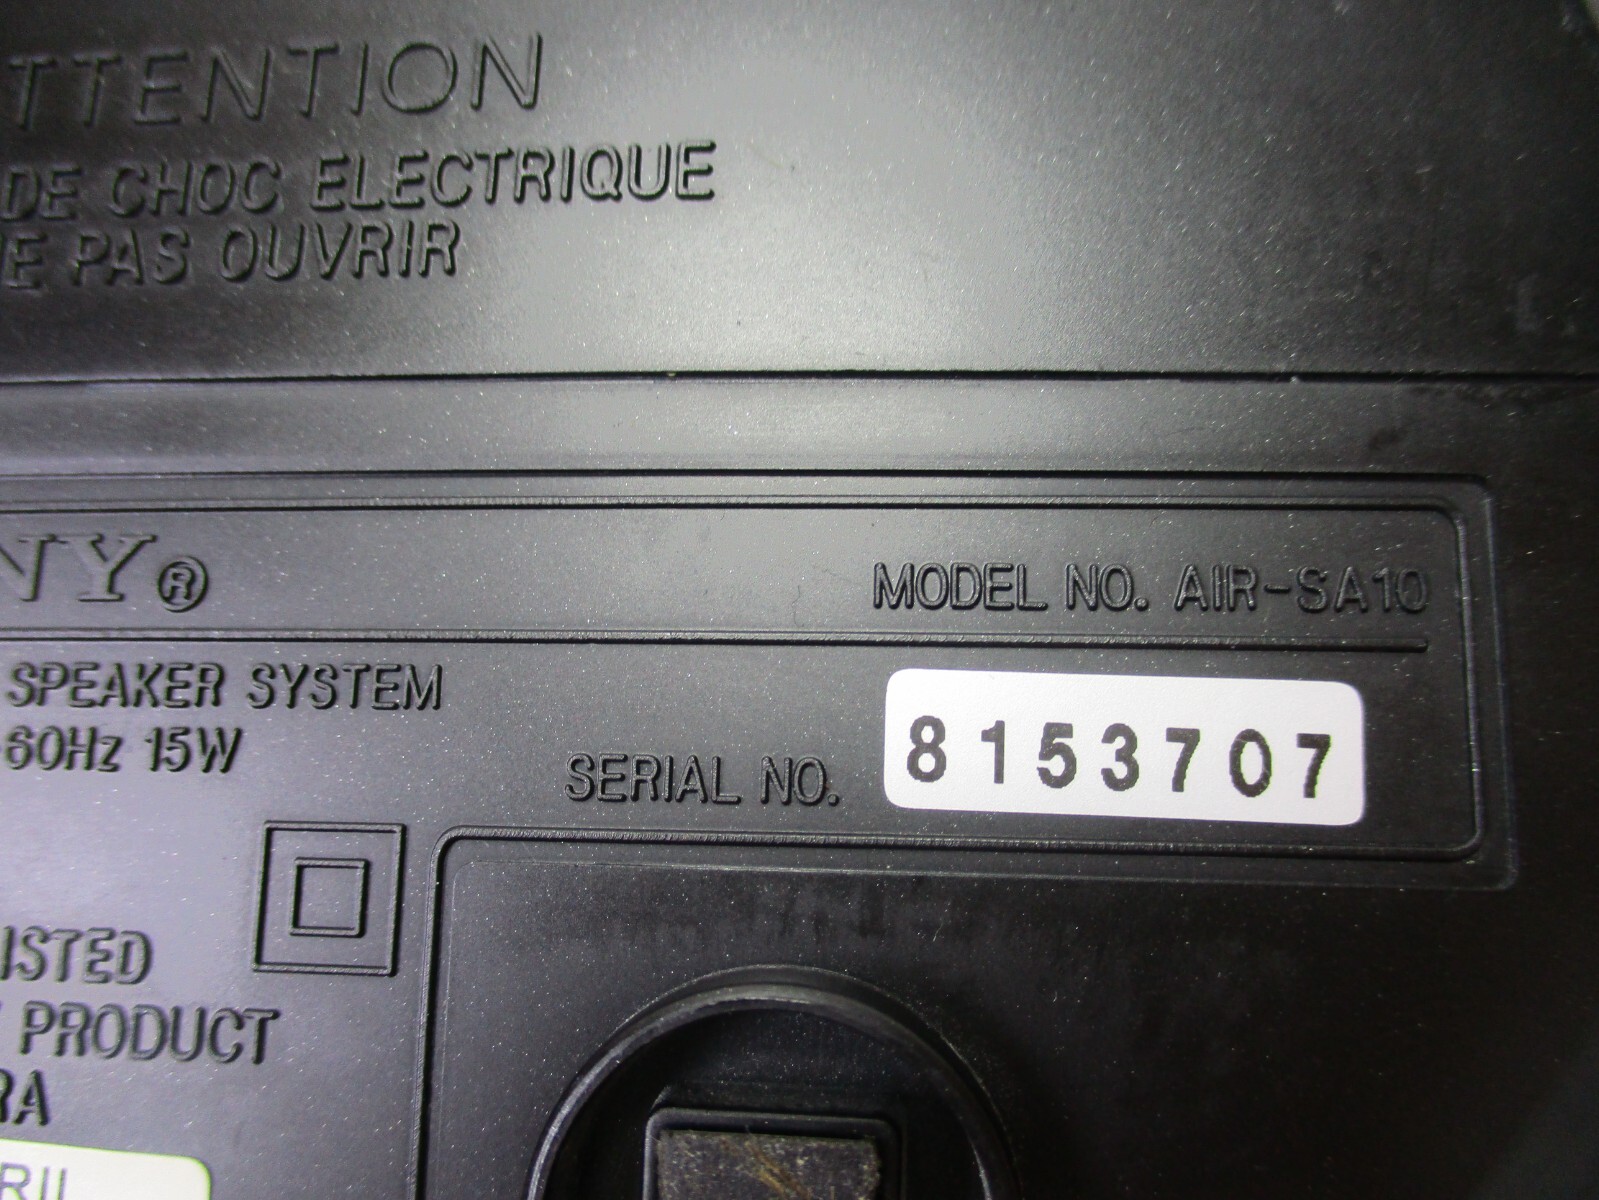 TTENTION
DE CHOC ELECTRIQUE
NE PAS OUVRIR
NY®
MODEL NO. AIR-SA10
SPEAKER SYSTEM
60Hz 15W
SERIAL NO. 8153707
ISTED
PRODUCT
RA